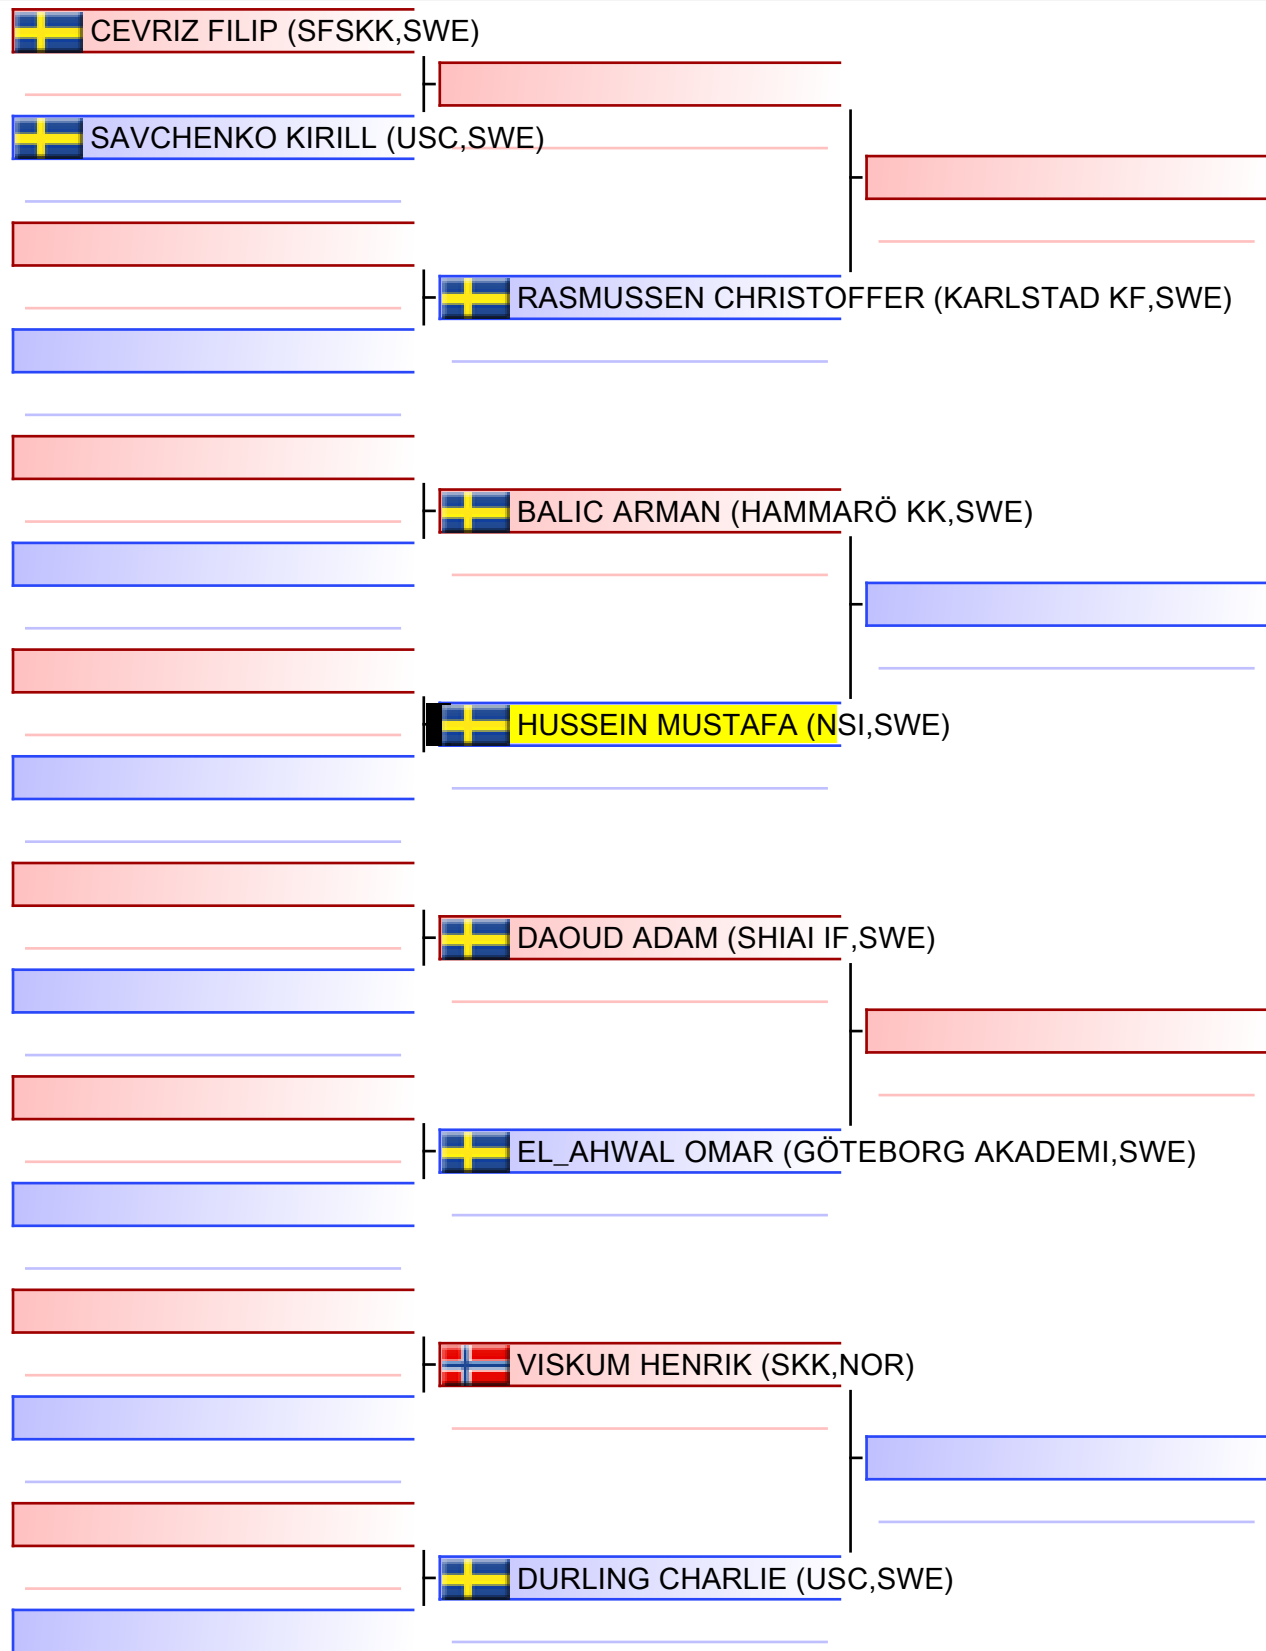 CEVRIZ FILIP (SFSKK,SWE)
SAVCHENKO KIRILL (USC,SWE)
RASMUSSEN CHRISTOFFER (KARLSTAD KF,SWE)
BALIC ARMAN (HAMMARÖ KK,SWE)
HUSSEIN MUSTAFA (NSI,SWE)
DAOUD ADAM (SHIAI IF,SWE)
EL_AHWAL OMAR (GÖTEBORG AKADEMI,SWE)
VISKUM HENRIK (SKK,NOR)
DURLING CHARLIE (USC,SWE)